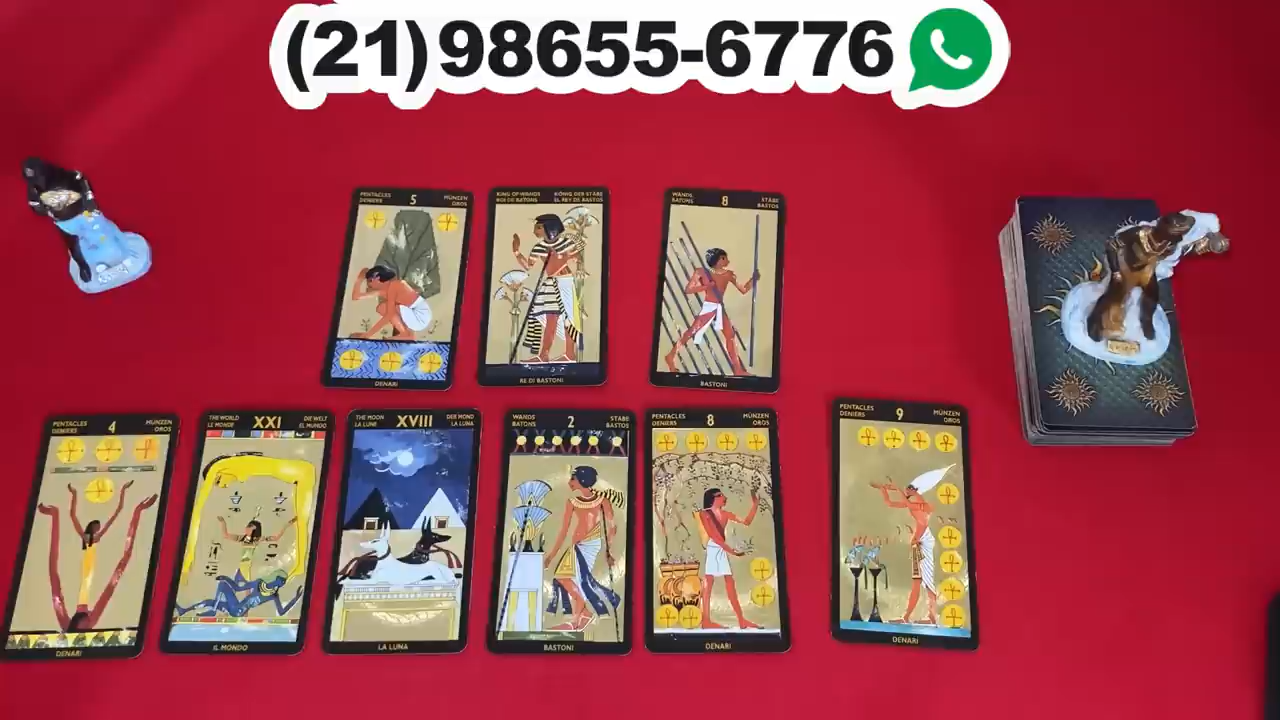 (21)98655-6776
PENTACLES
DENIERS
5
MÜNZEN
OROS
DENARI
KING OF WANDS
ROI DE BATONS
KÖNIG DER STÄBE
EL REY DE BASTOS
RE DI BASTONI
WANDS
BATONS
8
STÄBE
BASTOS
BASTONI
PENTACLES
DENIERS
4
MÜNZEN
OROS
DENARI
THE WORLD
LE MONDE
XXI
DIE WELT
EL MUNDO
IL MONDO
THE MOON
LA LUNE
XVIII
DER MOND
LA LUNA
LA LUNA
WANDS
BATONS
2
STÄBE
BASTOS
BASTONI
PENTACLES
DENIERS
8
MÜNZEN
OROS
DENARI
PENTACLES
DENIERS
9
MÜNZEN
OROS
DENARI